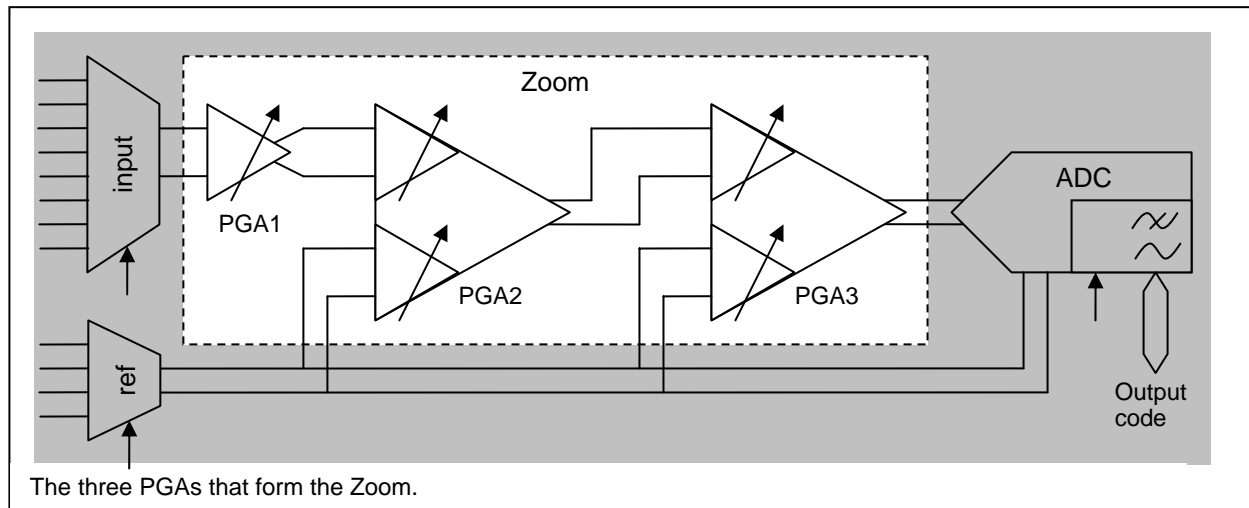 Zoom
input
PGA1
PGA2
PGA3
ADC
ref
Output
code
The three PGAs that form the Zoom.